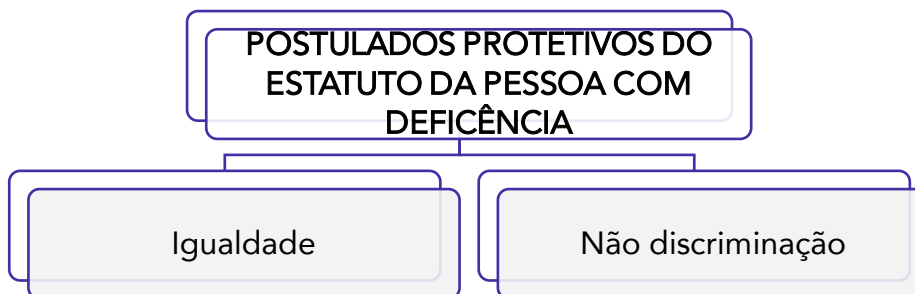 POSTULADOS PROTETIVOS DO
ESTATUTO DA PESSOA COM
DEFICÊNCIA
Igualdade
Não discriminação